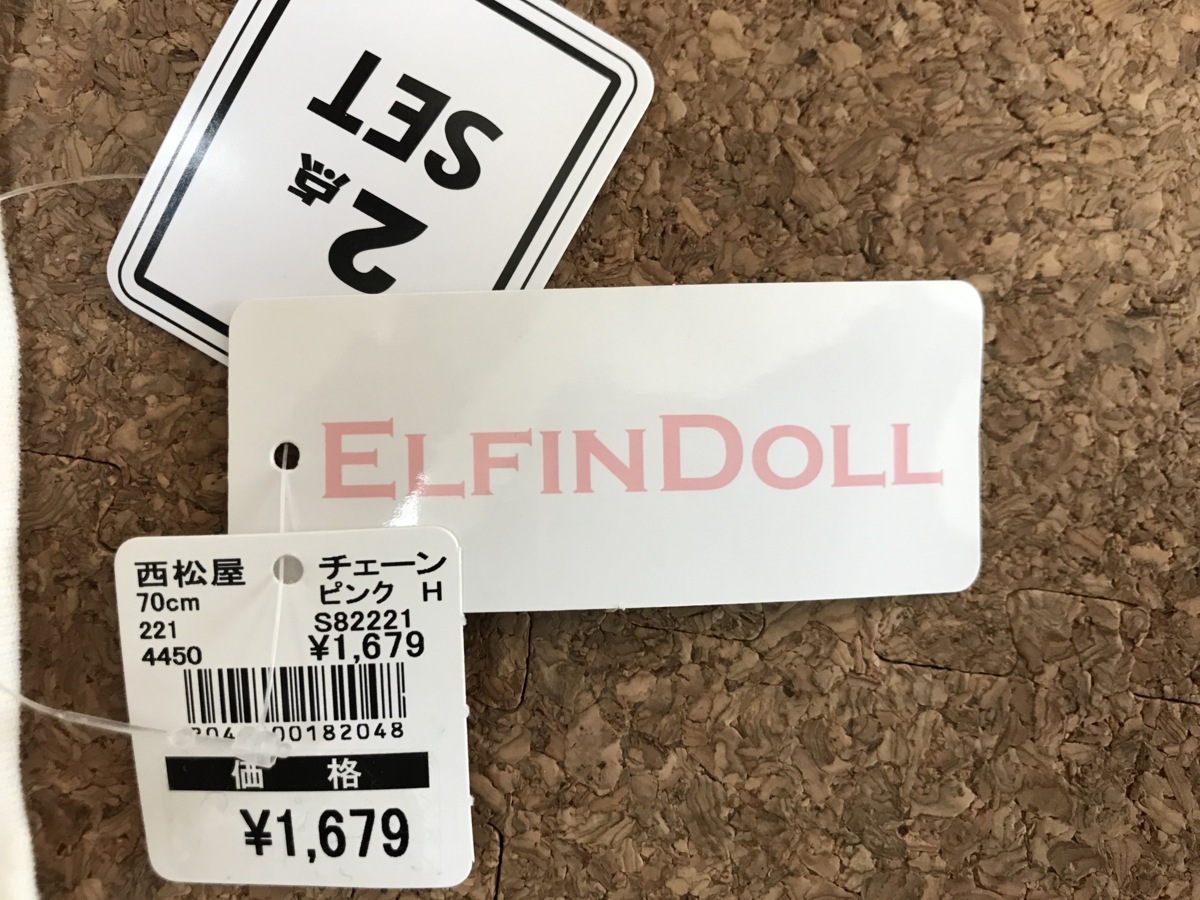 2点
SET
ELFINDOLL
西松屋 チェーン
70cm ピンク H
221 S82221
4450 ¥1,679
00182048
価格
¥1,679